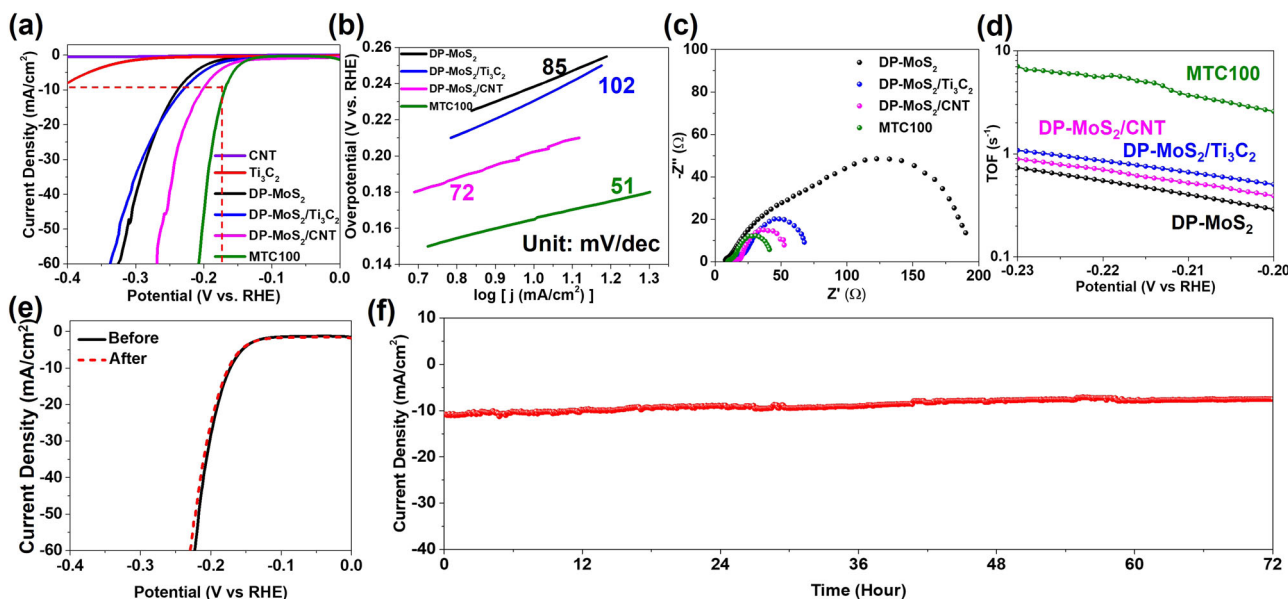 (a)
0
-10
-20
-30
-40
-50
-60
-0.4
-0.3
-0.2
-0.1
0.0
Current Density (mA/cm²)
Potential (V vs. RHE)
CNT
Ti₃C₂
DP-MoS₂
DP-MoS₂/Ti₃C₂
DP-MoS₂/CNT
MTC100
(b)
0.26
0.24
0.22
0.20
0.18
0.16
0.14
0.6
0.7
0.8
0.9
1.0
1.1
1.2
1.3
Overpotential (V vs. RHE)
log [ j (mA/cm²) ]
DP-MoS₂
DP-MoS₂/Ti₃C₂
DP-MoS₂/CNT
MTC100
85
102
72
51
Unit: mV/dec
(c)
-100
-80
-60
-40
-20
0
0
25
50
75
100
125
150
175
200
-Z'' (Ω)
Z' (Ω)
DP-MoS₂
DP-MoS₂/Ti₃C₂
DP-MoS₂/CNT
MTC100
(d)
10
1
0.1
-0.23
-0.22
-0.21
-0.20
TOF (s⁻¹)
Potential (V vs RHE)
MTC100
DP-MoS₂/CNT
DP-MoS₂/Ti₃C₂
DP-MoS₂
(e)
0
-10
-20
-30
-40
-50
-60
-0.4
-0.3
-0.2
-0.1
0.0
Current Density (mA/cm²)
Potential (V vs RHE)
Before
After
(f)
10
0
-10
-20
-30
-40
0
12
24
36
48
60
72
Current Density (mA/cm²)
Time (Hour)